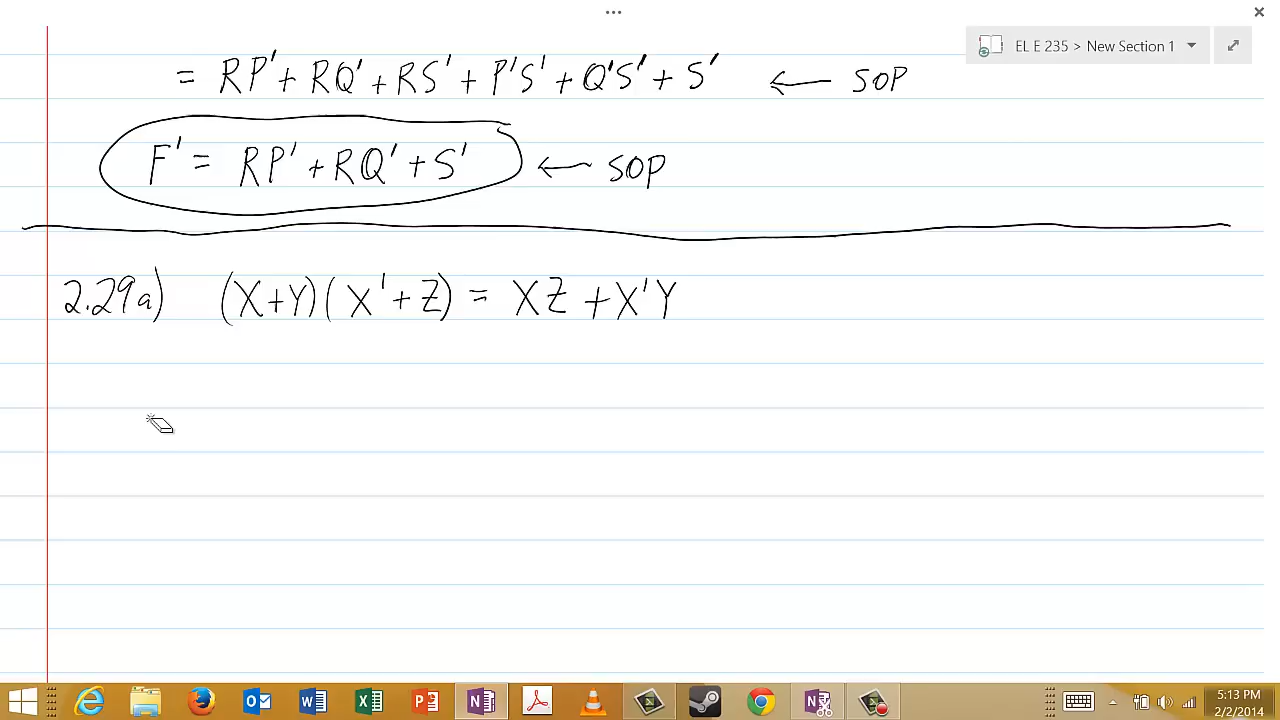 EL E 235 > New Section 1
= RP' + RQ' + RS' + P'S' + Q'S' + S' ← SOP
F' = RP' + RQ' + S' ← SOP
2.29a) (X+Y)(X'+Z) = XZ + X'Y
5:13 PM
2/2/2014